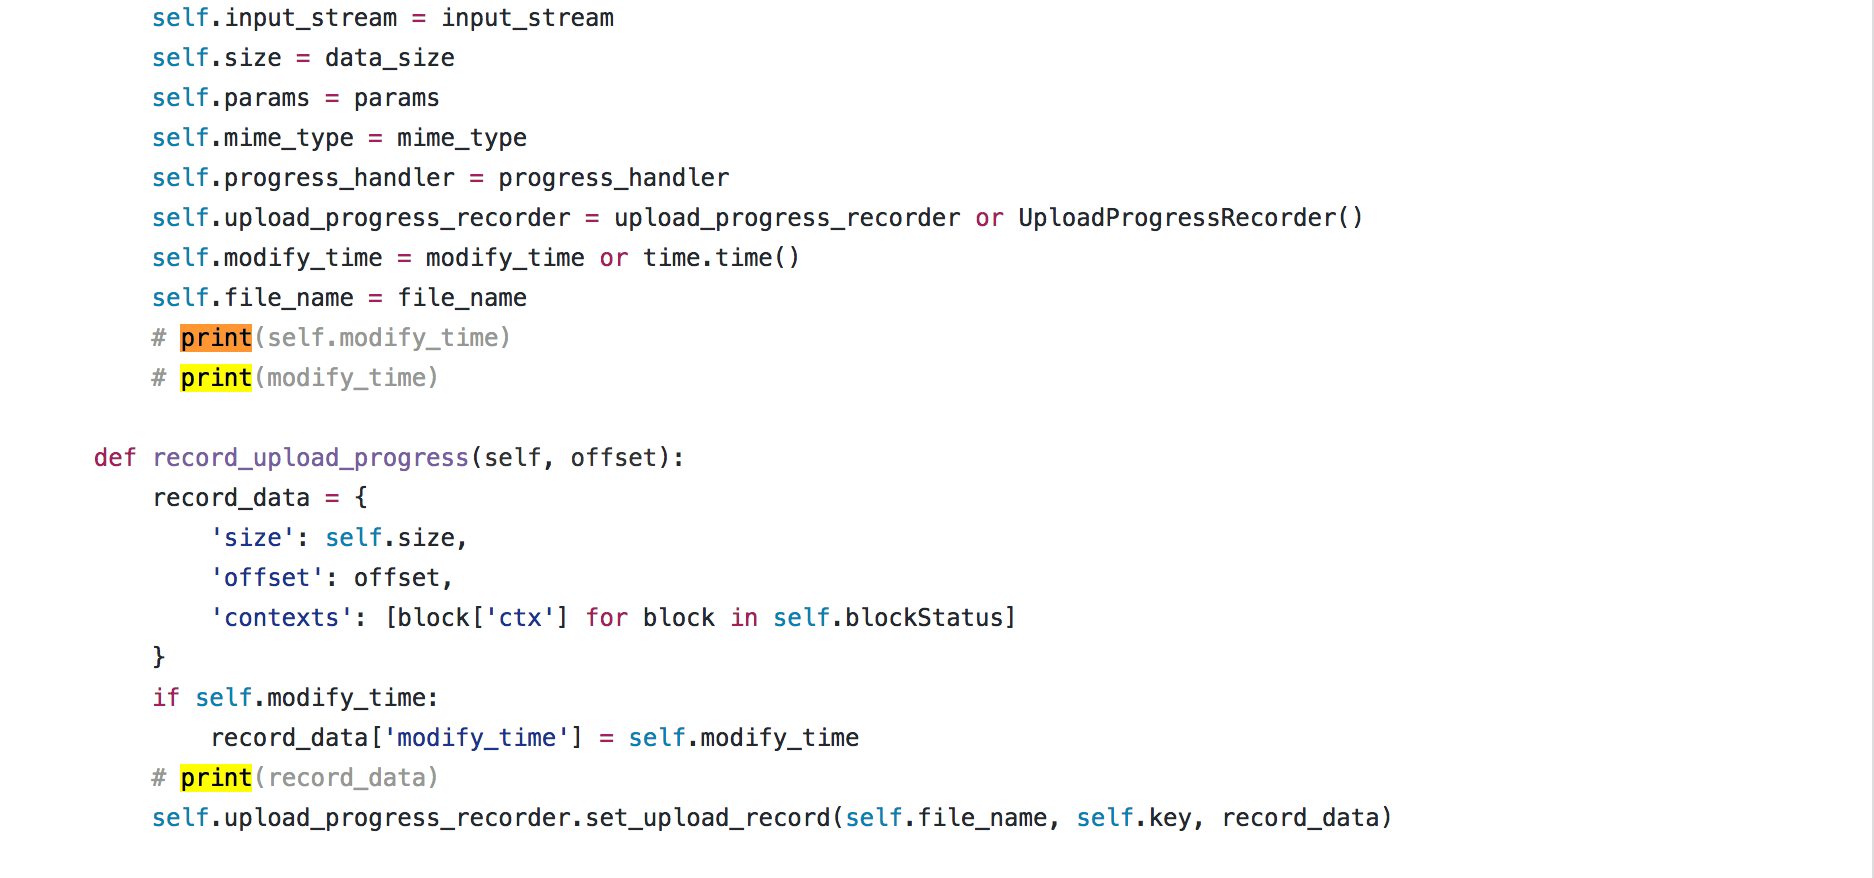 self.input_stream = input_stream
self.size = data_size
self.params = params
self.mime_type = mime_type
self.progress_handler = progress_handler
self.upload_progress_recorder = upload_progress_recorder or UploadProgressRecorder()
self.modify_time = modify_time or time.time()
self.file_name = file_name
# print(self.modify_time)
# print(modify_time)
def record_upload_progress(self, offset):
record_data = {
'size': self.size,
'offset': offset,
'contexts': [block['ctx'] for block in self.blockStatus]
}
if self.modify_time:
record_data['modify_time'] = self.modify_time
# print(record_data)
self.upload_progress_recorder.set_upload_record(self.file_name, self.key, record_data)